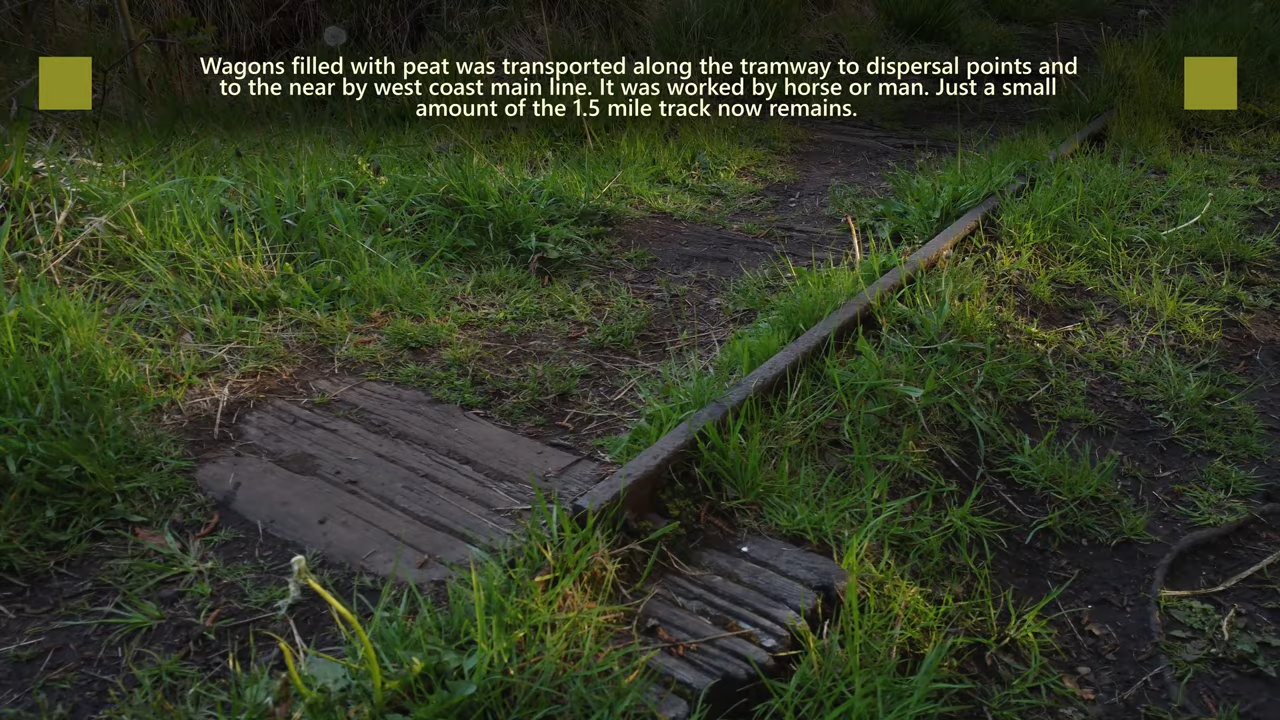 Wagons filled with peat was transported along the tramway to dispersal points and
to the near by west coast main line. It was worked by horse or man. Just a small
amount of the 1.5 mile track now remains.